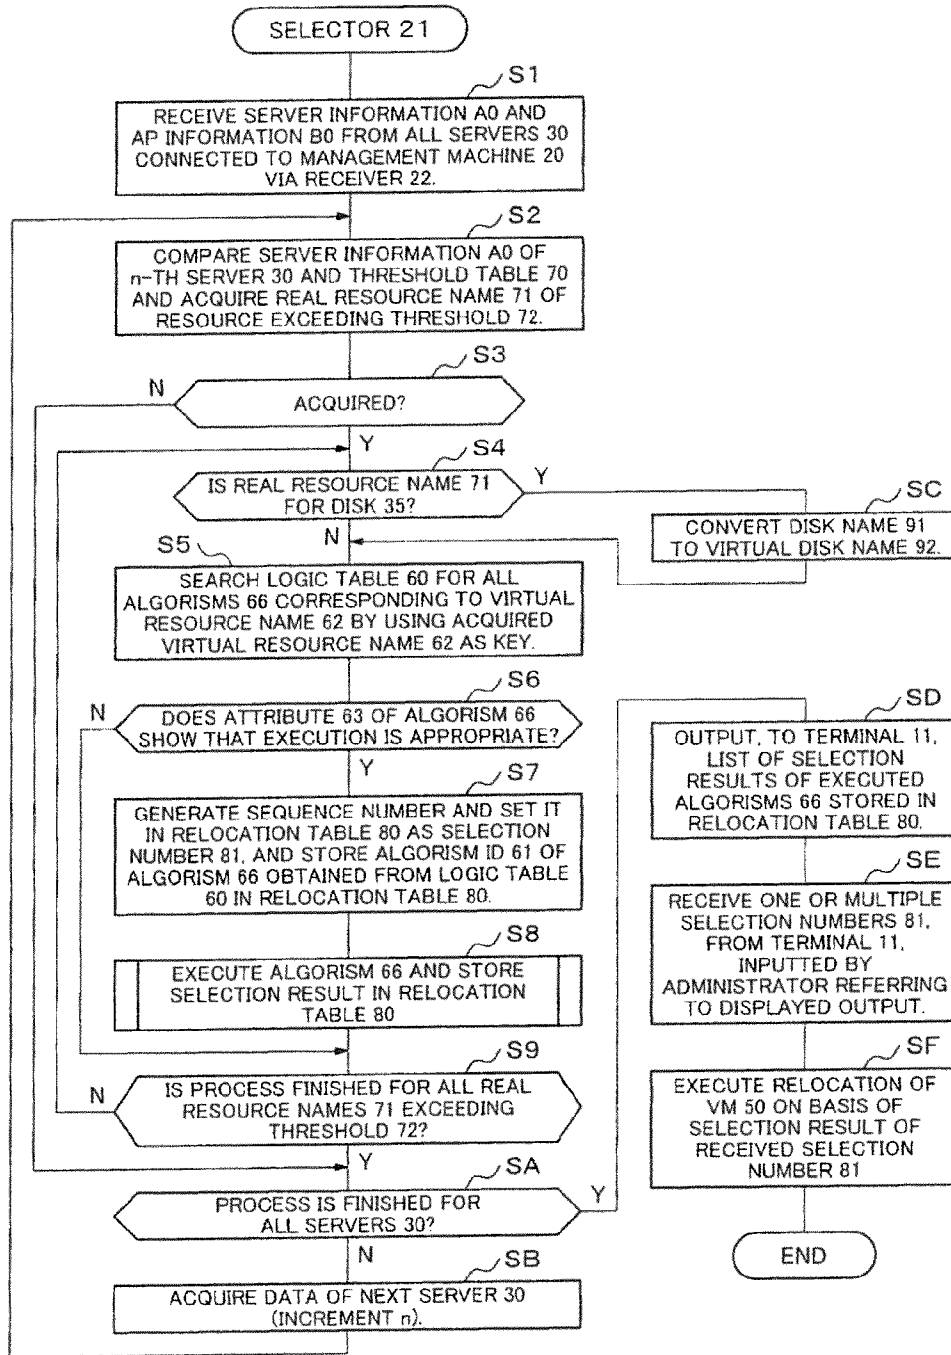 SELECTOR 21
S1
RECEIVE SERVER INFORMATION A0 AND
AP INFORMATION B0 FROM ALL SERVERS 30
CONNECTED TO MANAGEMENT MACHINE 20
VIA RECEIVER 22.
S2
COMPARE SERVER INFORMATION A0 OF
n-TH SERVER 30 AND THRESHOLD TABLE 70
AND ACQUIRE REAL RESOURCE NAME 71 OF
RESOURCE EXCEEDING THRESHOLD 72.
S3
N
ACQUIRED?
Y
S4
IS REAL RESOURCE NAME 71
FOR DISK 35?
Y
N
SC
CONVERT DISK NAME 91
TO VIRTUAL DISK NAME 92.
S5
SEARCH LOGIC TABLE 60 FOR ALL
ALGORISMS 66 CORRESPONDING TO VIRTUAL
RESOURCE NAME 62 BY USING ACQUIRED
VIRTUAL RESOURCE NAME 62 AS KEY.
S6
N
DOES ATTRIBUTE 63 OF ALGORISM 66
SHOW THAT EXECUTION IS APPROPRIATE?
Y
S7
GENERATE SEQUENCE NUMBER AND SET IT
IN RELOCATION TABLE 80 AS SELECTION
NUMBER 81, AND STORE ALGORISM ID 61 OF
ALGORISM 66 OBTAINED FROM LOGIC TABLE
60 IN RELOCATION TABLE 80.
S8
EXECUTE ALGORISM 66 AND STORE
SELECTION RESULT IN RELOCATION
TABLE 80
S9
N
IS PROCESS FINISHED FOR ALL REAL
RESOURCE NAMES 71 EXCEEDING
THRESHOLD 72?
Y
SA
PROCESS IS FINISHED FOR
ALL SERVERS 30?
Y
N
SB
ACQUIRE DATA OF NEXT SERVER 30
(INCREMENT n).
SD
OUTPUT, TO TERMINAL 11,
LIST OF SELECTION
RESULTS OF EXECUTED
ALGORISMS 66 STORED IN
RELOCATION TABLE 80.
SE
RECEIVE ONE OR MULTIPLE
SELECTION NUMBERS 81,
FROM TERMINAL 11,
INPUTTED BY
ADMINISTRATOR REFERRING
TO DISPLAYED OUTPUT.
SF
EXECUTE RELOCATION OF
VM 50 ON BASIS OF
SELECTION RESULT OF
RECEIVED SELECTION
NUMBER 81
END